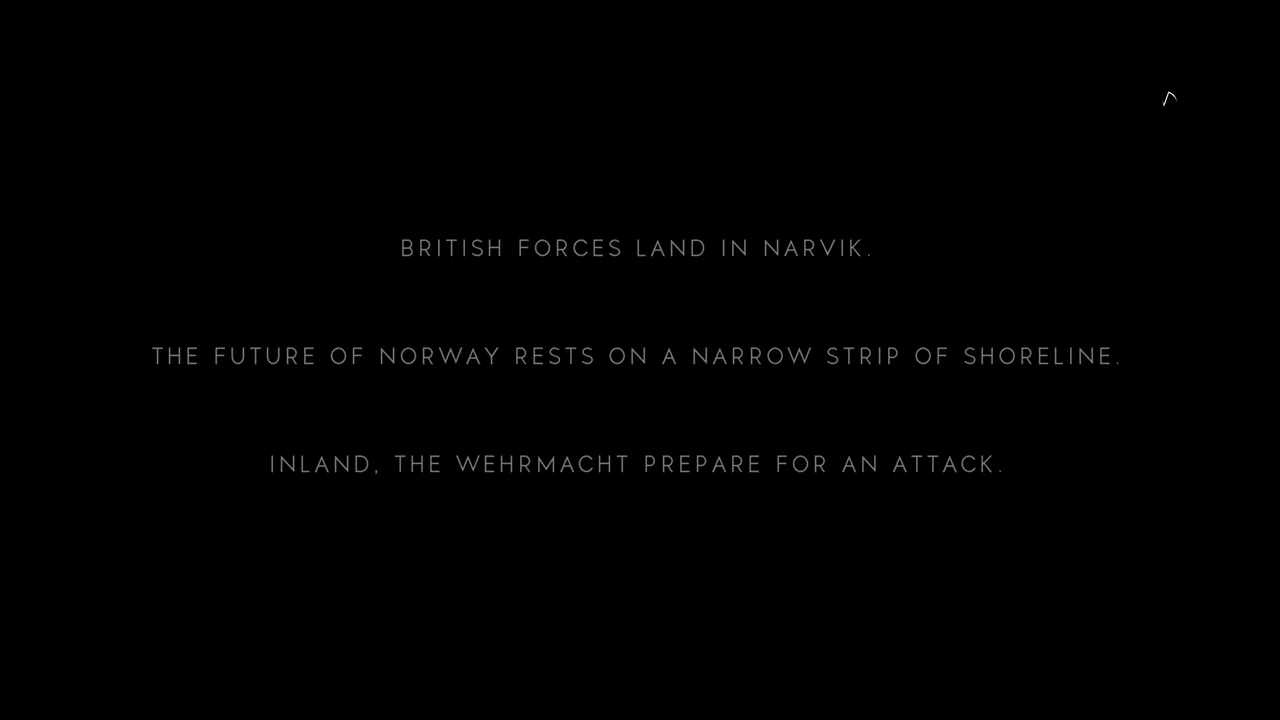 BRITISH FORCES LAND IN NARVIK.
THE FUTURE OF NORWAY RESTS ON A NARROW STRIP OF SHORELINE.
INLAND, THE WEHRMACHT PREPARE FOR AN ATTACK.